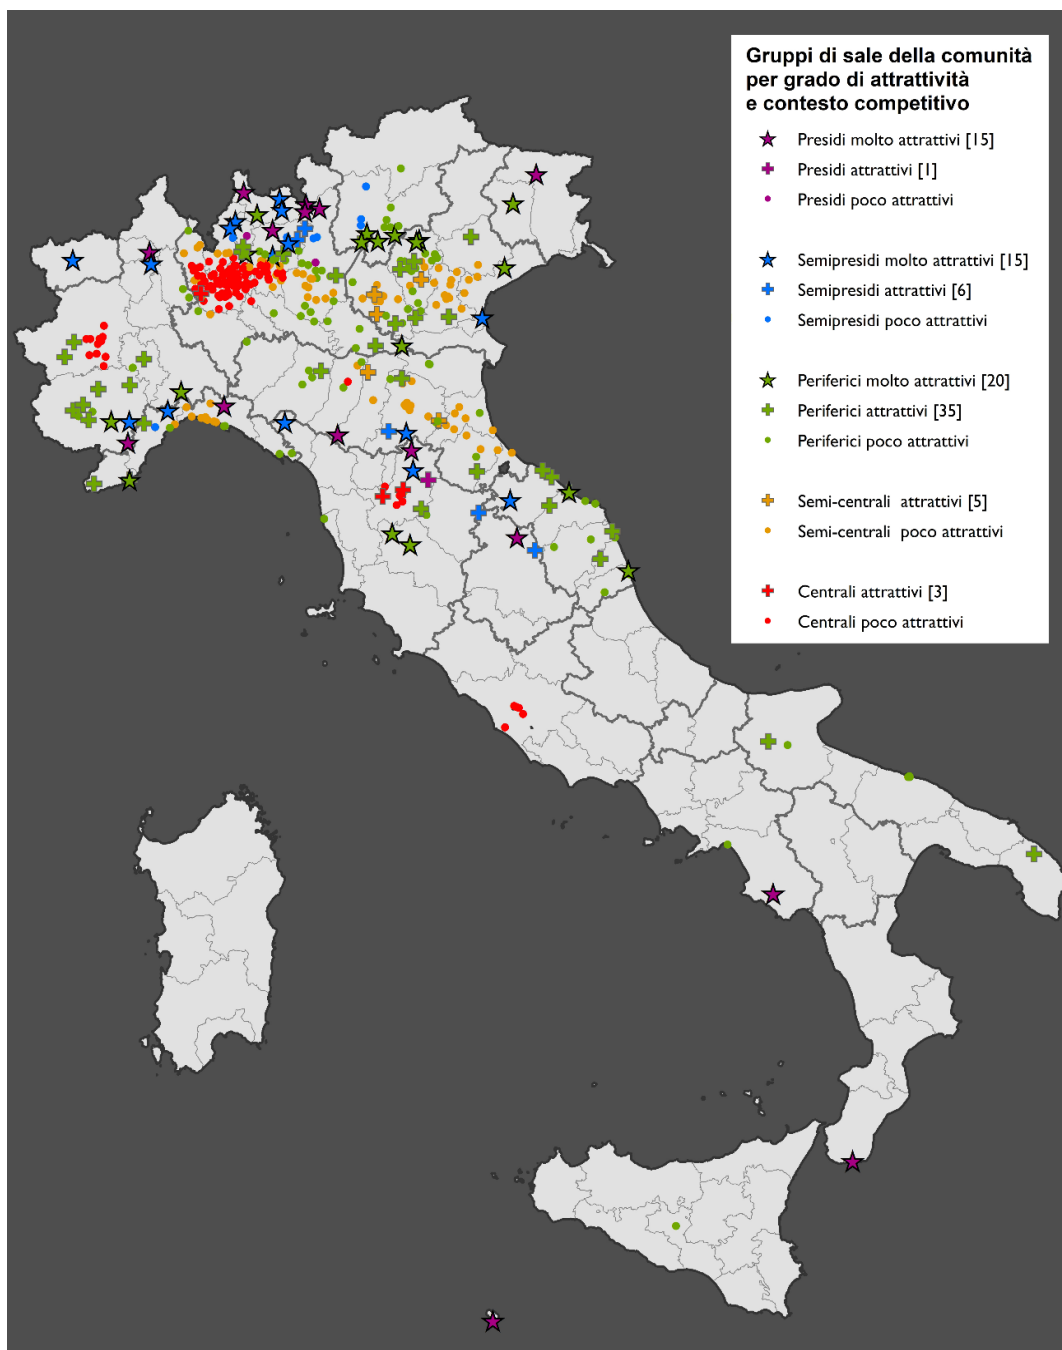 Gruppi di sale della comunità
per grado di attrattività
e contesto competitivo
Presidi molto attrattivi [15]
Presidi attrattivi [1]
Presidi poco attrattivi
Semipresidi molto attrattivi [15]
Semipresidi attrattivi [6]
Semipresidi poco attrattivi
Periferici molto attrattivi [20]
Periferici attrattivi [35]
Periferici poco attrattivi
Semi-centrali attrattivi [5]
Semi-centrali poco attrattivi
Centrali attrattivi [3]
Centrali poco attrattivi